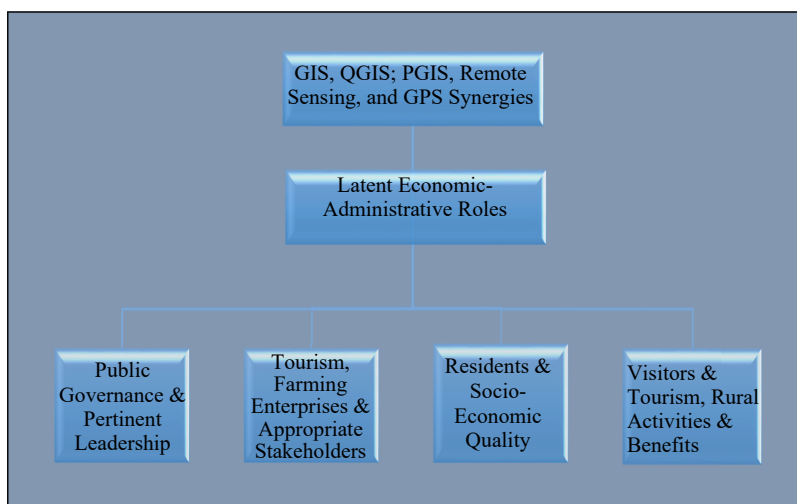 GIS, QGIS; PGIS, Remote
Sensing, and GPS Synergies
Latent Economic-
Administrative Roles
Public
Governance &
Pertinent
Leadership
Tourism,
Farming
Enterprises &
Appropriate
Stakeholders
Residents &
Socio-
Economic
Quality
Visitors &
Tourism, Rural
Activities &
Benefits